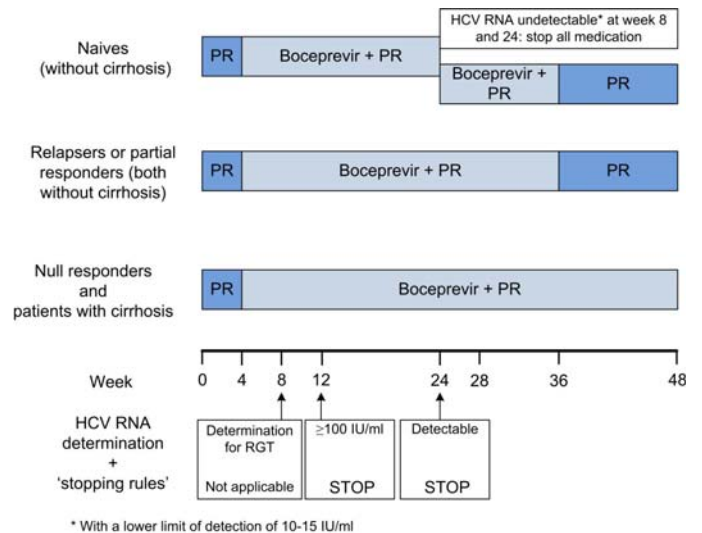 HCV RNA undetectable* at week 8
and 24: stop all medication
Naives
(without cirrhosis)
PR
Boceprevir + PR
Boceprevir +
PR
PR
Relapsers or partial
responders (both
without cirrhosis)
PR
Boceprevir + PR
PR
Null responders
and
patients with cirrhosis
PR
Boceprevir + PR
Week
0 4 8 12 24 28 36 48
HCV RNA
determination
+
‘stopping rules’
Determination
for RGT
Not applicable
≥100 IU/ml
STOP
Detectable
STOP
* With a lower limit of detection of 10-15 IU/ml